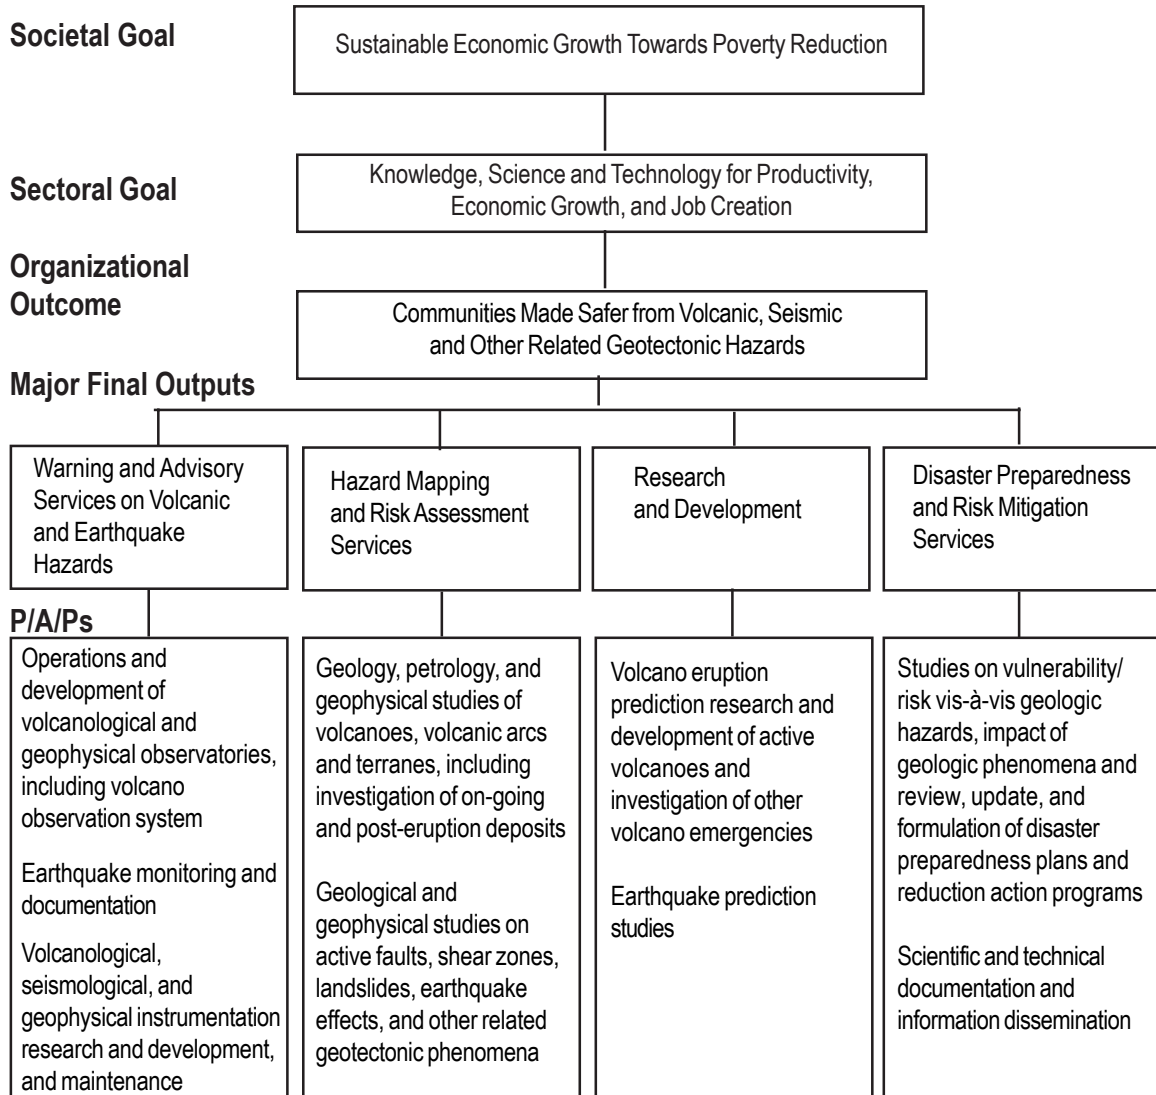 Societal Goal
Sustainable Economic Growth Towards Poverty Reduction
Sectoral Goal
Knowledge, Science and Technology for Productivity,
Economic Growth, and Job Creation
Organizational
Outcome
Communities Made Safer from Volcanic, Seismic
and Other Related Geotectonic Hazards
Major Final Outputs
Warning and Advisory
Services on Volcanic
and Earthquake
Hazards
Hazard Mapping
and Risk Assessment
Services
Research
and Development
Disaster Preparedness
and Risk Mitigation
Services
P/A/Ps
Operations and
development of
volcanological and
geophysical observatories,
including volcano
observation system
Earthquake monitoring and
documentation
Volcanological,
seismological, and
geophysical instrumentation
research and development,
and maintenance
Geology, petrology, and
geophysical studies of
volcanoes, volcanic arcs
and terranes, including
investigation of on-going
and post-eruption deposits
Geological and
geophysical studies on
active faults, shear zones,
landslides, earthquake
effects, and other related
geotectonic phenomena
Volcano eruption
prediction research and
development of active
volcanoes and
investigation of other
volcano emergencies
Earthquake prediction
studies
Studies on vulnerability/
risk vis-à-vis geologic
hazards, impact of
geologic phenomena and
review, update, and
formulation of disaster
preparedness plans and
reduction action programs
Scientific and technical
documentation and
information dissemination